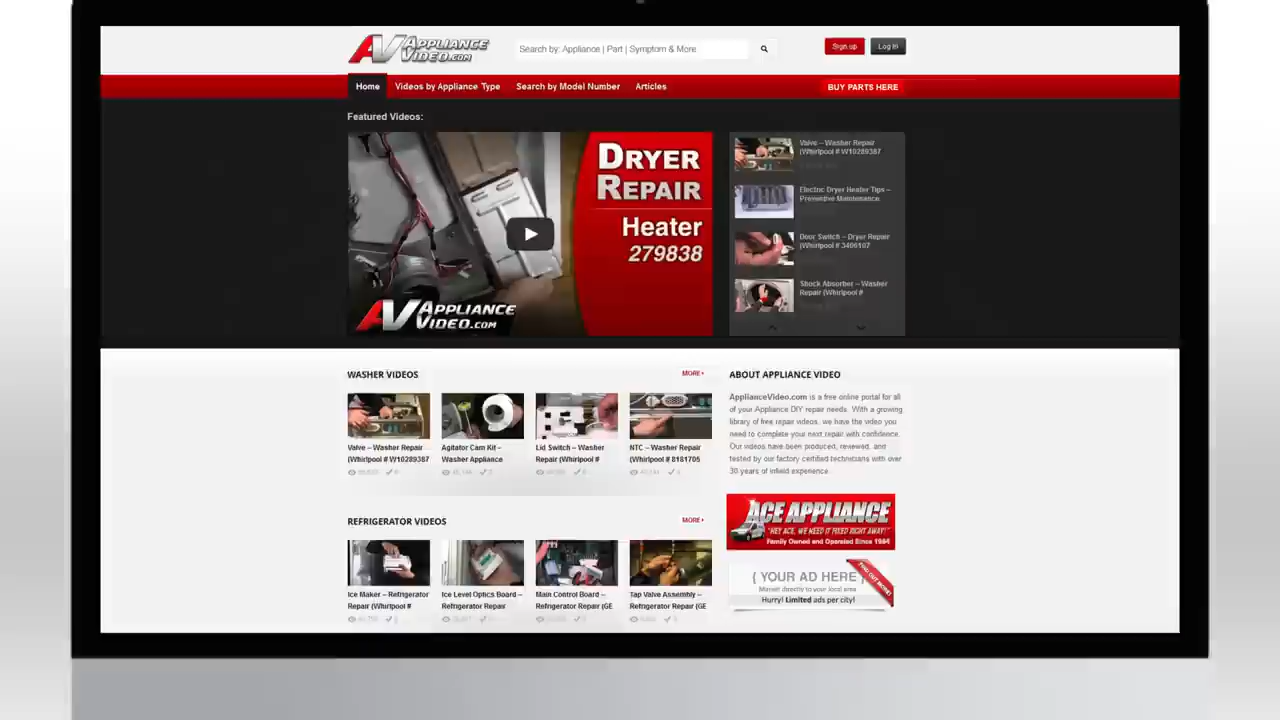 AV APPLIANCE
VIDEO.COM
Search by: Appliance | Part | Symptom & More
Sign up
Log In
Home
Videos by Appliance Type
Search by Model Number
Articles
BUY PARTS HERE
Featured Videos:
DRYER
REPAIR
Heater
279838
AV APPLIANCE
VIDEO.COM
Valve – Washer Repair
(Whirlpool # W10289387
Electric Dryer Heater Tips –
Preventive Maintenance
Door Switch – Dryer Repair
(Whirlpool # 3406107
Shock Absorber – Washer
Repair (Whirlpool #
WASHER VIDEOS
MORE+
Valve – Washer Repair
(Whirlpool # W10289387
Agitator Cam Kit –
Washer Appliance
Lid Switch – Washer
Repair (Whirlpool #
NTC – Washer Repair
(Whirlpool # 8181705
REFRIGERATOR VIDEOS
MORE+
Ice Maker – Refrigerator
Repair (Whirlpool #
Ice Level Optics Board –
Refrigerator Repair
Main Control Board –
Refrigerator Repair (GE
Tap Valve Assembly –
Refrigerator Repair (GE
ABOUT APPLIANCE VIDEO
ApplianceVideo.com is a free online portal for all
of your Appliance DIY repair needs. With a growing
library of free repair videos, we have the video you
need to complete your next repair with confidence.
Our videos have been produced, reviewed, and
tested by our factory certified technicians with over
30 years of infield experience.
ACE APPLIANCE
"HEY ACE, WE NEED IT FIXED RIGHT AWAY!"
Family Owned and Operated Since 1964
{ YOUR AD HERE }
Market directly to your local area
Hurry! Limited ads per city!
FIND OUT MORE!